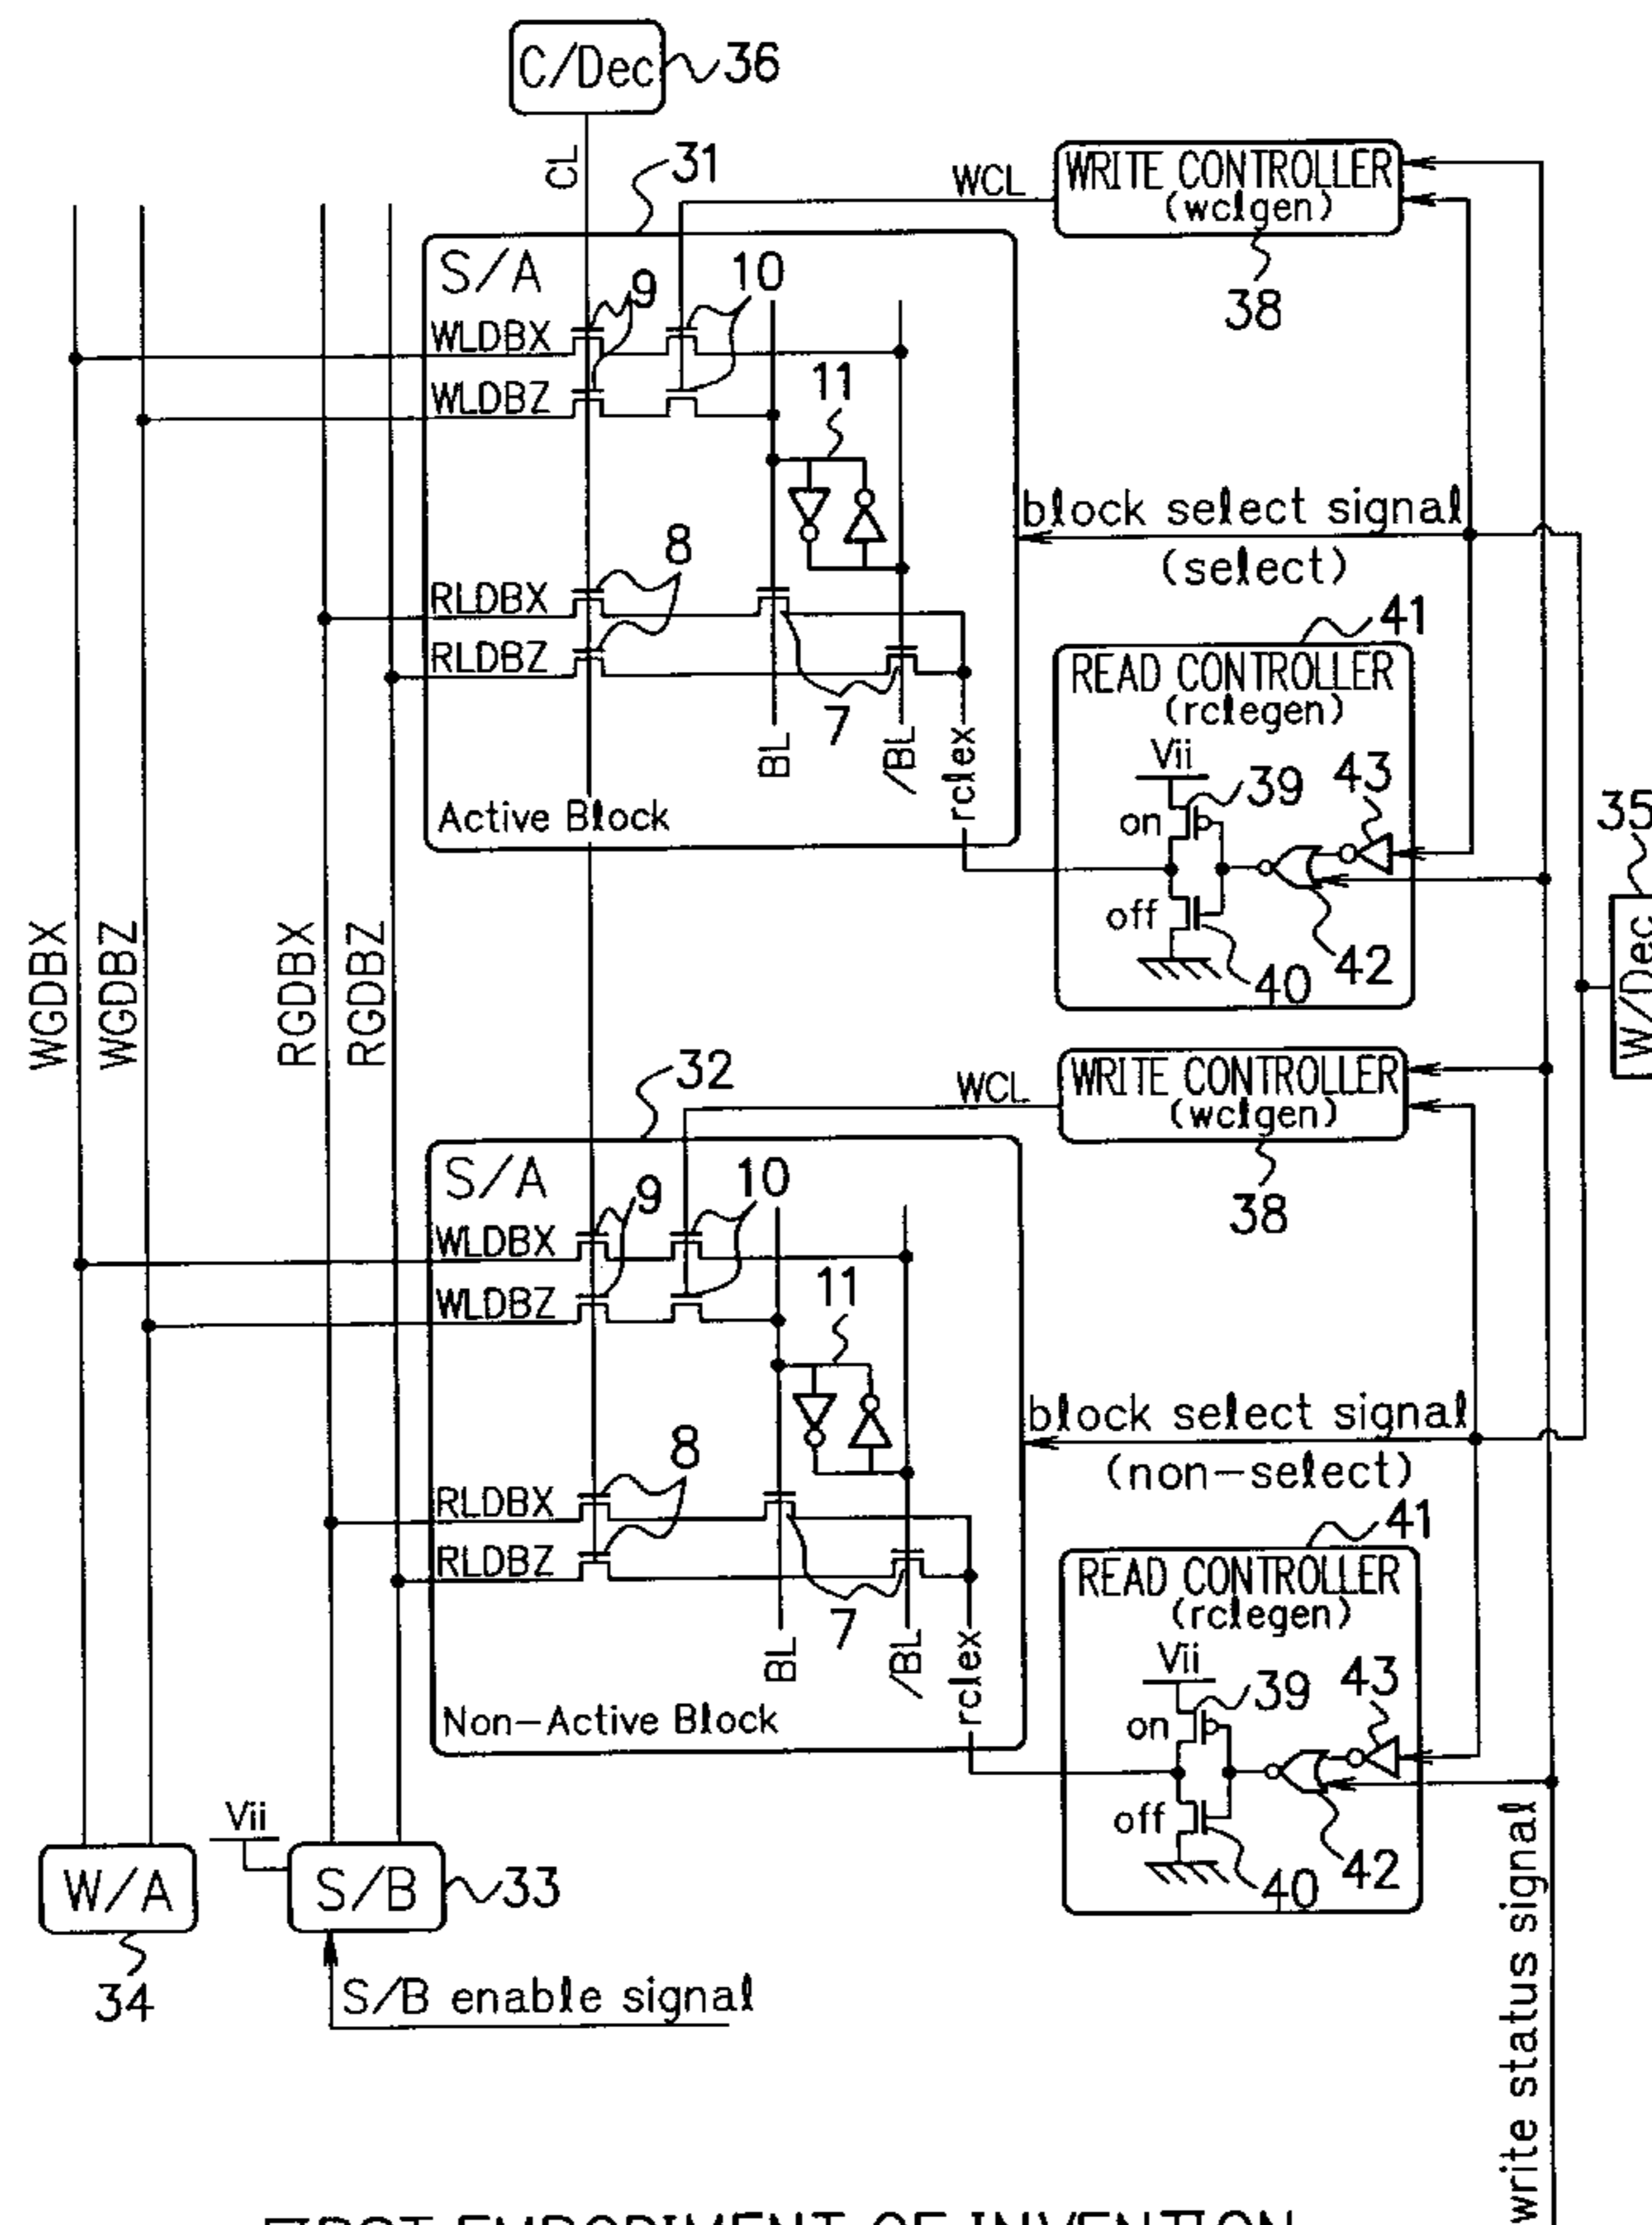 C/Dec
36
CL
31
WCL
WRITE CONTROLLER
(wclgen)
38
S/A
9
10
WLDBX
WLDBZ
11
block select signal
(select)
8
RLDBX
RLDBZ
7
BL
/BL
rclex
Active Block
41
READ CONTROLLER
(rclegen)
Vii
39
on
43
off
42
40
35
W/Dec
WGDBX
WGDBZ
RGDBX
RGDBZ
32
WCL
WRITE CONTROLLER
(wclgen)
38
S/A
9
10
WLDBX
WLDBZ
11
block select signal
(non-select)
8
RLDBX
RLDBZ
7
BL
/BL
rclex
Non-Active Block
41
READ CONTROLLER
(rclegen)
Vii
39
on
43
off
42
40
Vii
W/A
34
S/B
33
S/B enable signal
write status signal
FIRST EMBODIMENT OF INVENTION